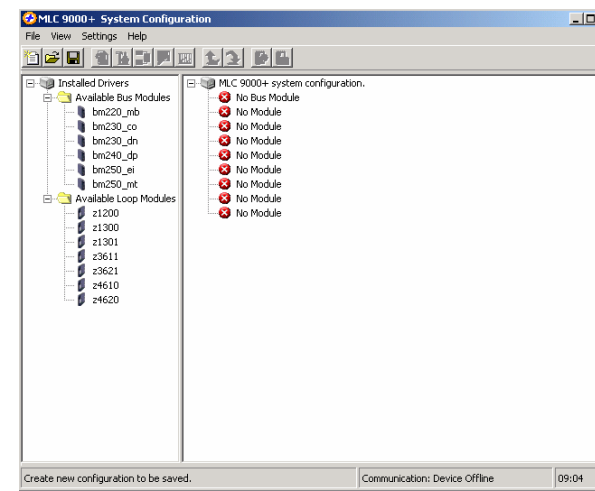 MLC 9000+ System Configuration
File View Settings Help
Installed Drivers
Available Bus Modules
bm220_mb
bm230_co
bm230_dn
bm240_dp
bm250_ei
bm250_mt
Available Loop Modules
z1200
z1300
z1301
z3611
z3621
z4610
z4620
MLC 9000+ system configuration.
No Bus Module
No Module
No Module
No Module
No Module
No Module
No Module
No Module
No Module
Create new configuration to be saved.
Communication: Device Offline
09:04